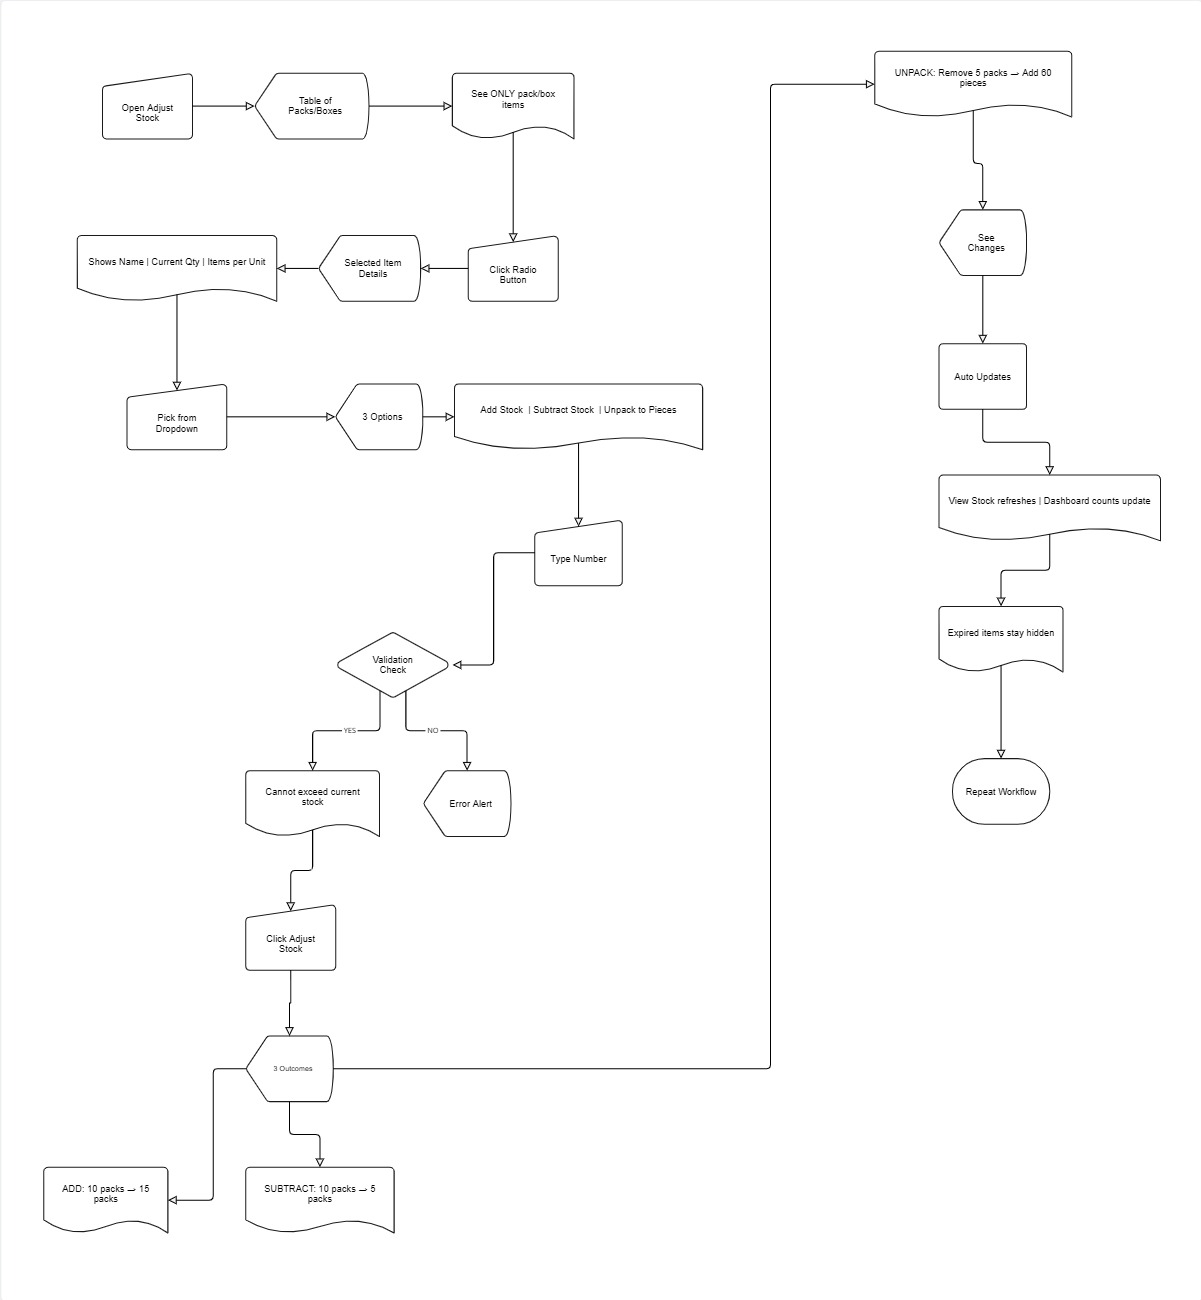 Open Adjust
Stock
Table of
Packs/Boxes
See ONLY pack/box
items
Click Radio
Button
Selected Item
Details
Shows Name | Current Qty | Items per Unit
Pick from
Dropdown
3 Options
Add Stock | Subtract Stock | Unpack to Pieces
Type Number
Validation
Check
YES
NO
Cannot exceed current
stock
Error Alert
Click Adjust
Stock
3 Outcomes
ADD: 10 packs → 15
packs
SUBTRACT: 10 packs → 5
packs
UNPACK: Remove 5 packs → Add 60
pieces
See
Changes
Auto Updates
View Stock refreshes | Dashboard counts update
Expired items stay hidden
Repeat Workflow